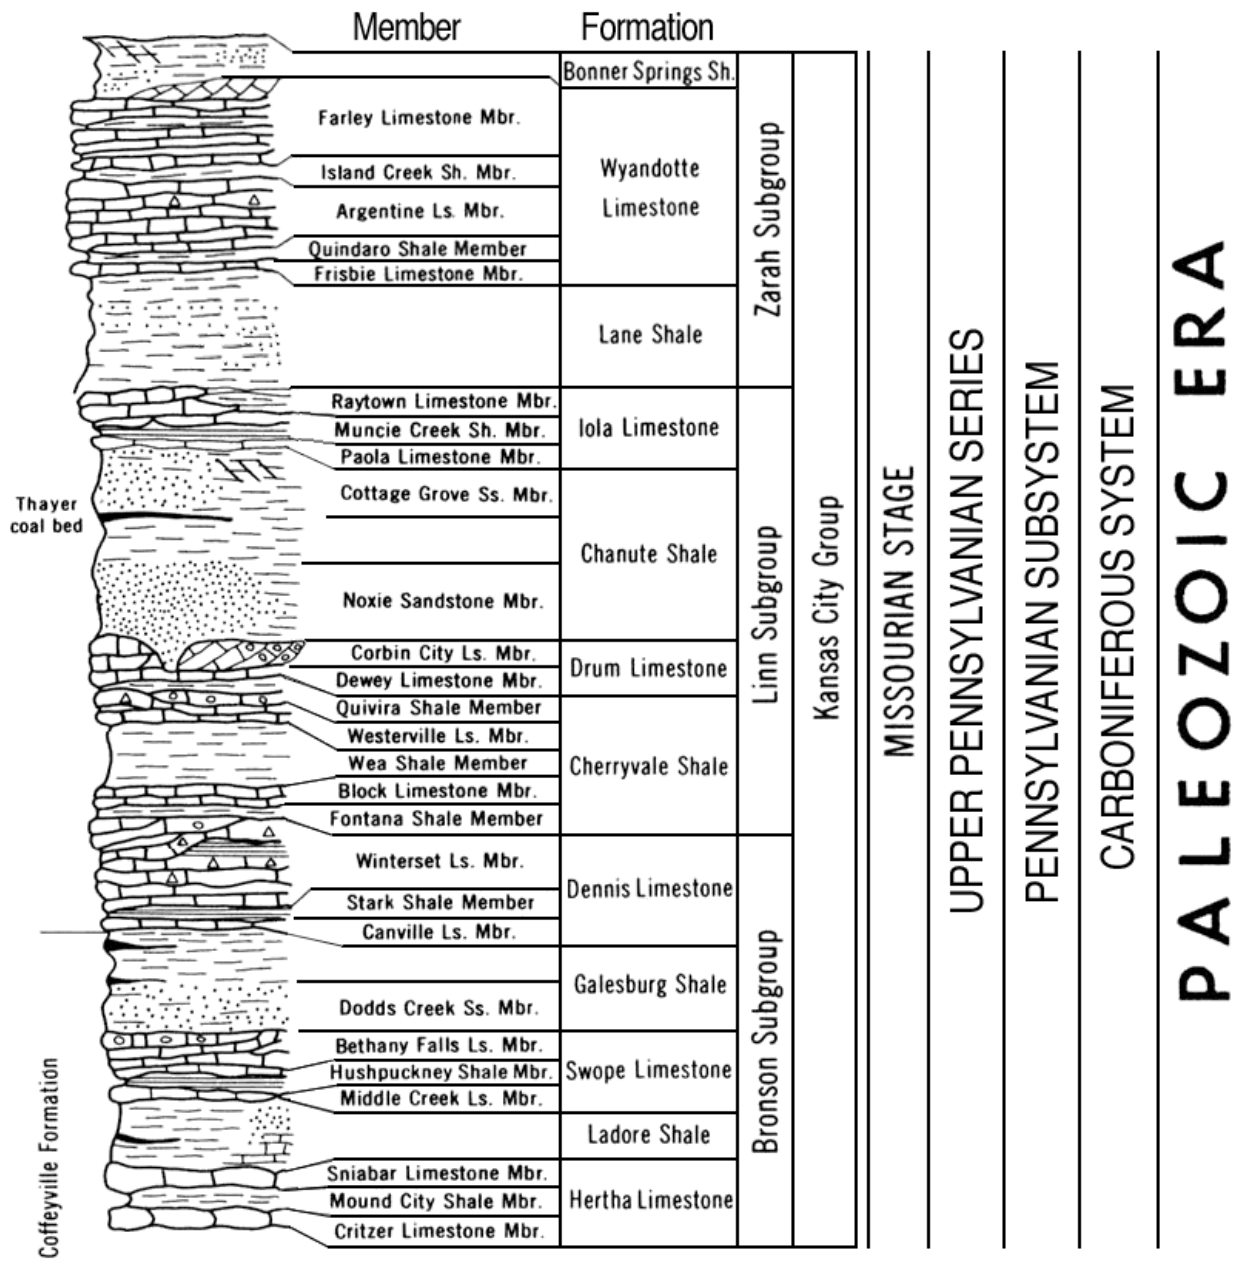 Member
Formation
Bonner Springs Sh.
Farley Limestone Mbr.
Island Creek Sh. Mbr.
Argentine Ls. Mbr.
Quindaro Shale Member
Frisbie Limestone Mbr.
Wyandotte
Limestone
Lane Shale
Zarah Subgroup
Raytown Limestone Mbr.
Muncie Creek Sh. Mbr.
Paola Limestone Mbr.
Iola Limestone
Thayer
coal bed
Cottage Grove Ss. Mbr.
Noxie Sandstone Mbr.
Chanute Shale
Corbin City Ls. Mbr.
Dewey Limestone Mbr.
Drum Limestone
Quivira Shale Member
Westerville Ls. Mbr.
Wea Shale Member
Block Limestone Mbr.
Fontana Shale Member
Cherryvale Shale
Linn Subgroup
Winterset Ls. Mbr.
Stark Shale Member
Canville Ls. Mbr.
Dennis Limestone
Dodds Creek Ss. Mbr.
Galesburg Shale
Bethany Falls Ls. Mbr.
Hushpuckney Shale Mbr.
Middle Creek Ls. Mbr.
Swope Limestone
Ladore Shale
Sniabar Limestone Mbr.
Mound City Shale Mbr.
Critzer Limestone Mbr.
Hertha Limestone
Bronson Subgroup
Coffeyville Formation
Kansas City Group
MISSOURIAN STAGE
UPPER PENNSYLVANIAN SERIES
PENNSYLVANIAN SUBSYSTEM
CARBONIFEROUS SYSTEM
PALEOZOIC ERA